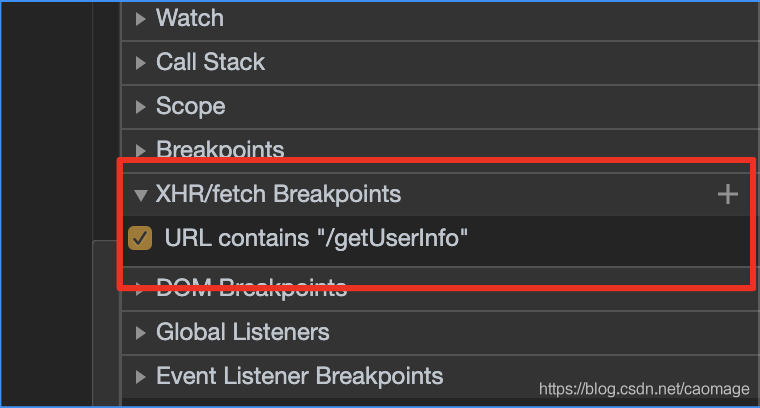 Watch
Call Stack
Scope
Breakpoints
XHR/fetch Breakpoints
URL contains "/getUserInfo"
DOM Breakpoints
Global Listeners
Event Listener Breakpoints
https://blog.csdn.net/caomage